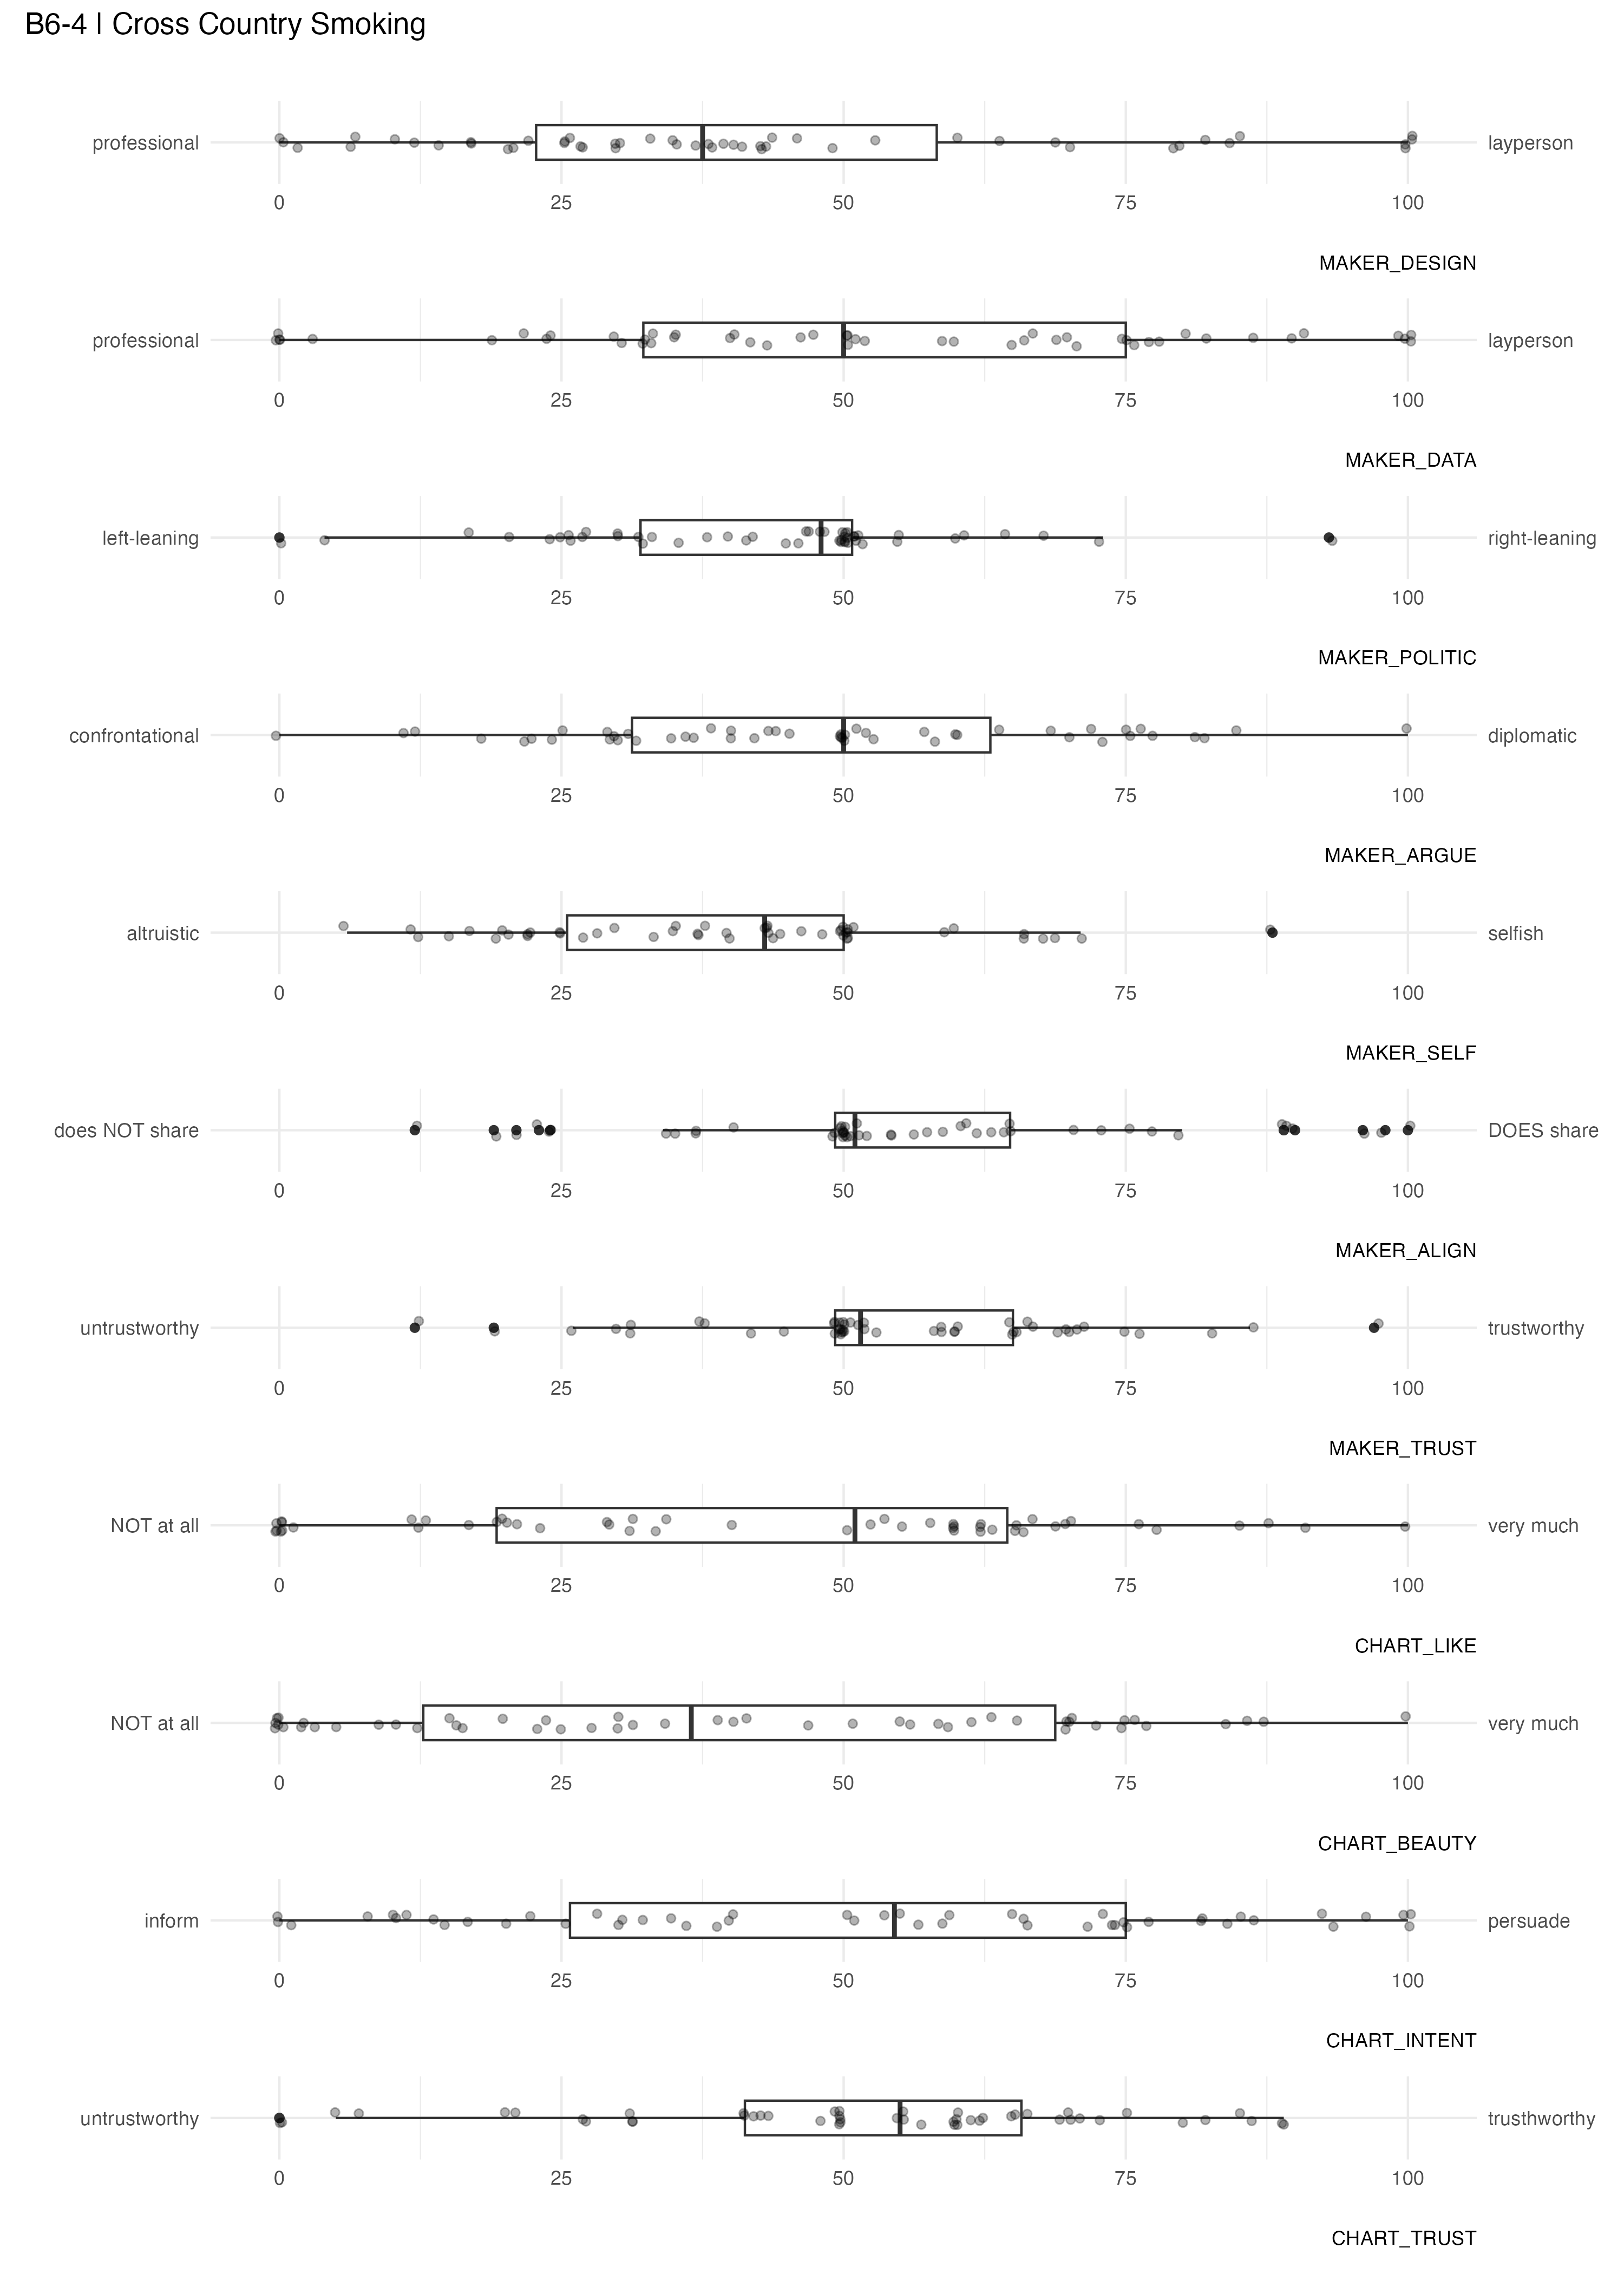 B6-4 | Cross Country Smoking
professional layperson
0 25 50 75 100
MAKER_DESIGN
professional layperson
0 25 50 75 100
MAKER_DATA
left-leaning right-leaning
0 25 50 75 100
MAKER_POLITIC
confrontational diplomatic
0 25 50 75 100
MAKER_ARGUE
altruistic selfish
0 25 50 75 100
MAKER_SELF
does NOT share DOES share
0 25 50 75 100
MAKER_ALIGN
untrustworthy trustworthy
0 25 50 75 100
MAKER_TRUST
NOT at all very much
0 25 50 75 100
CHART_LIKE
NOT at all very much
0 25 50 75 100
CHART_BEAUTY
inform persuade
0 25 50 75 100
CHART_INTENT
untrustworthy trusthworthy
0 25 50 75 100
CHART_TRUST